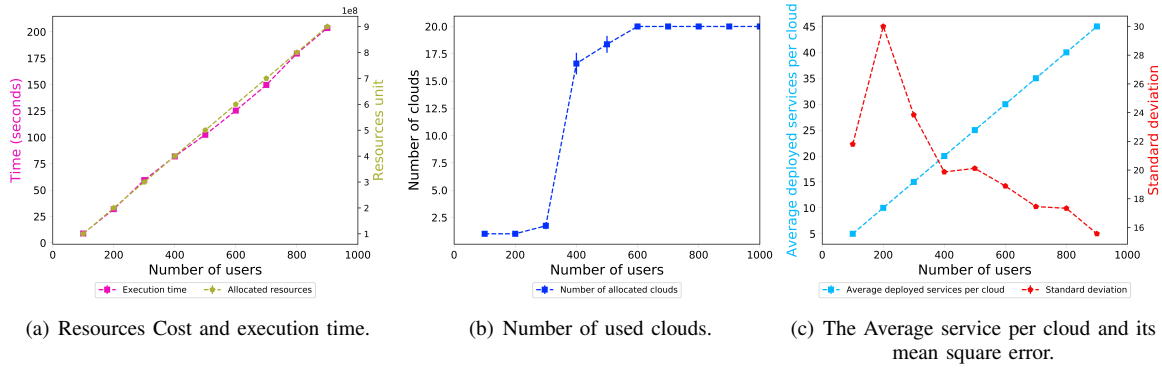 1e8
200
175
150
125
100
75
50
25
0
Time (seconds)
9
8
7
6
5
4
3
2
1
Resources unit
0 200 400 600 800 1000
Number of users
Execution time Allocated resources
(a) Resources Cost and execution time.
20.0
17.5
15.0
12.5
10.0
7.5
5.0
2.5
Number of clouds
0 200 400 600 800 1000
Number of users
Number of allocated clouds
(b) Number of used clouds.
45
40
35
30
25
20
15
10
5
Average deployed services per cloud
30
28
26
24
22
20
18
16
Standard deviation
0 200 400 600 800 1000
Number of users
Average deployed services per cloud Standard deviation
(c) The Average service per cloud and its
mean square error.